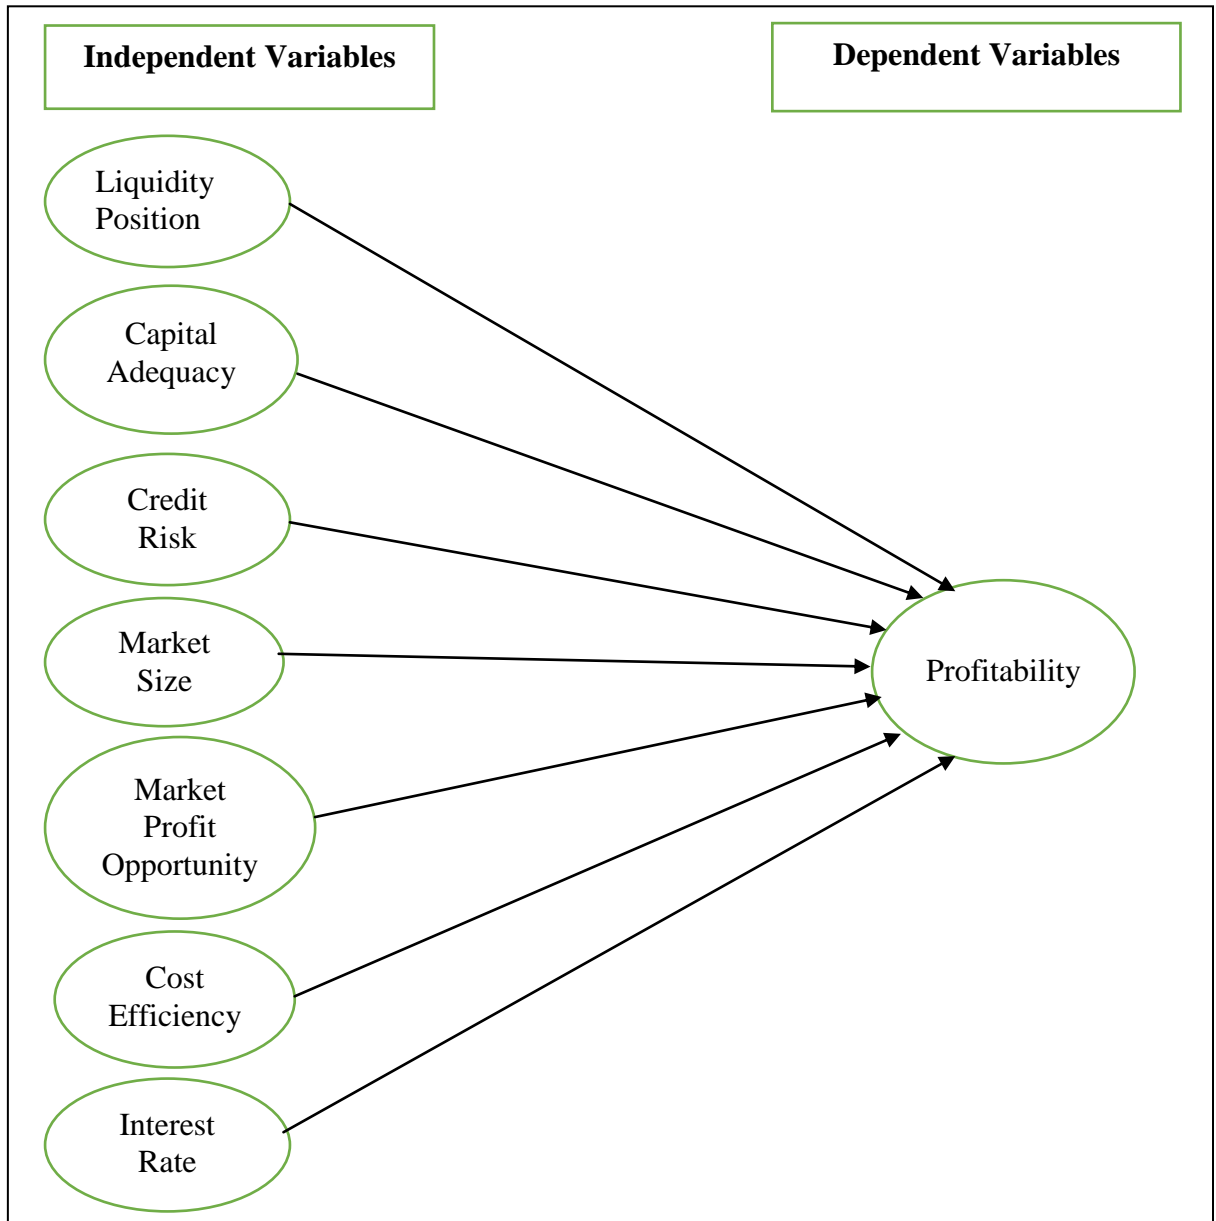 Independent Variables
Dependent Variables
Liquidity
Position
Capital
Adequacy
Credit
Risk
Market
Size
Profitability
Market
Profit
Opportunity
Cost
Efficiency
Interest
Rate